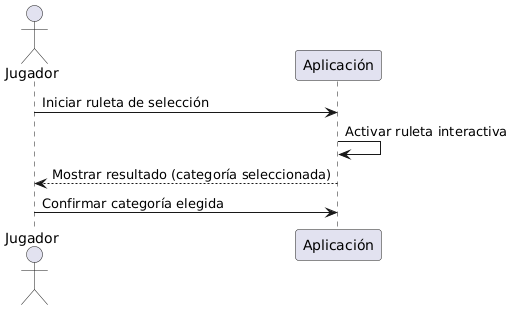 Jugador
Aplicación
Iniciar ruleta de selección
Activar ruleta interactiva
Mostrar resultado (categoría seleccionada)
Confirmar categoría elegida
Jugador
Aplicación